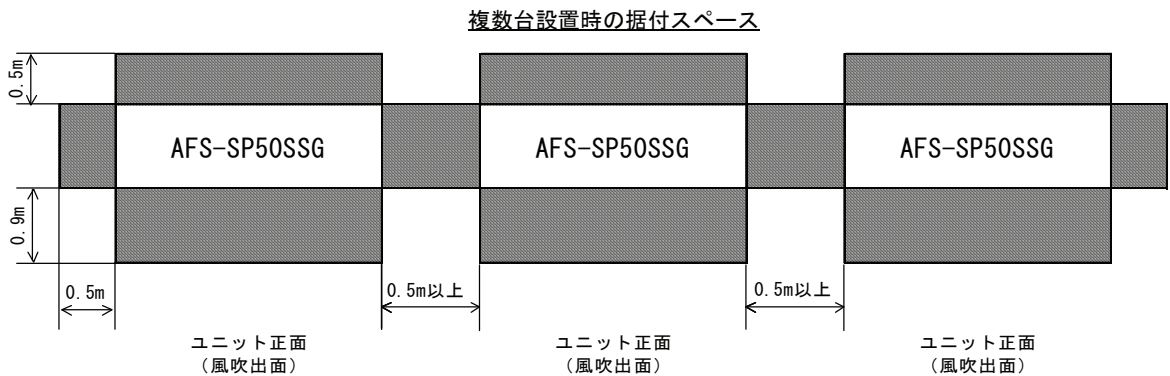 複数台設置時の据付スペース
0.5m
AFS-SP50SSG
AFS-SP50SSG
AFS-SP50SSG
0.9m
0.5m
0.5m以上
0.5m以上
ユニット正面
(風吹出面)
ユニット正面
(風吹出面)
ユニット正面
(風吹出面)